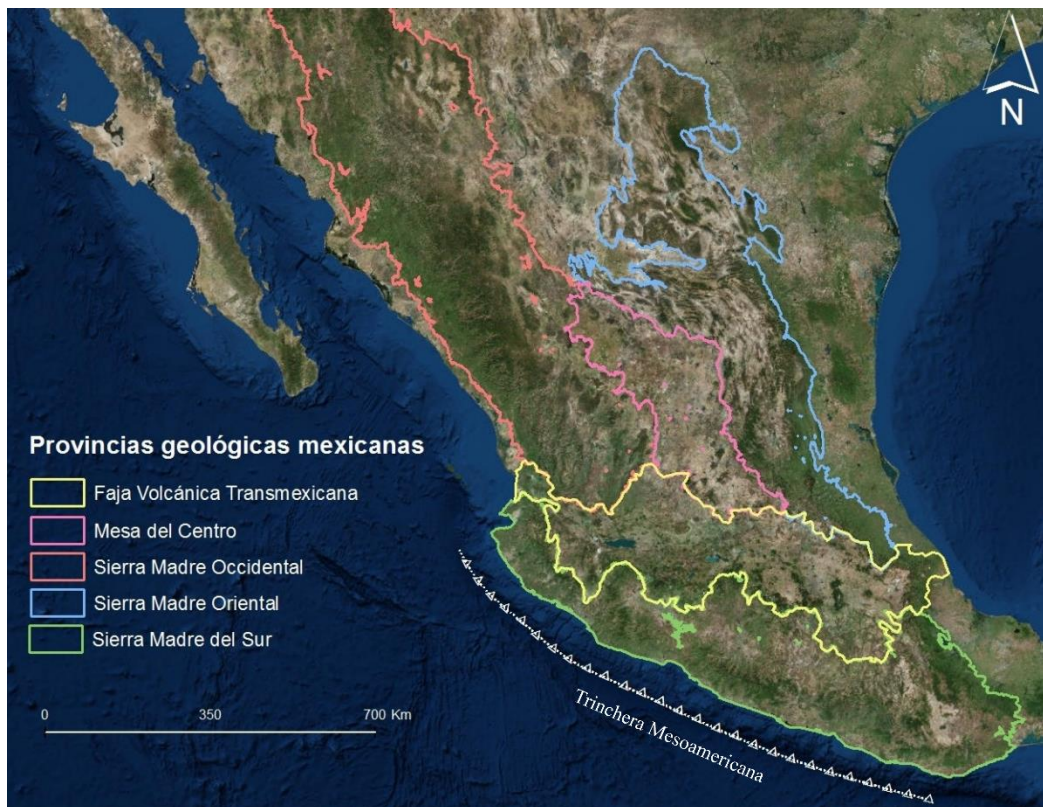 N
Provincias geológicas mexicanas
Faja Volcánica Transmexicana
Mesa del Centro
Sierra Madre Occidental
Sierra Madre Oriental
Sierra Madre del Sur
0 350 700 Km
Trinchera Mesoamericana